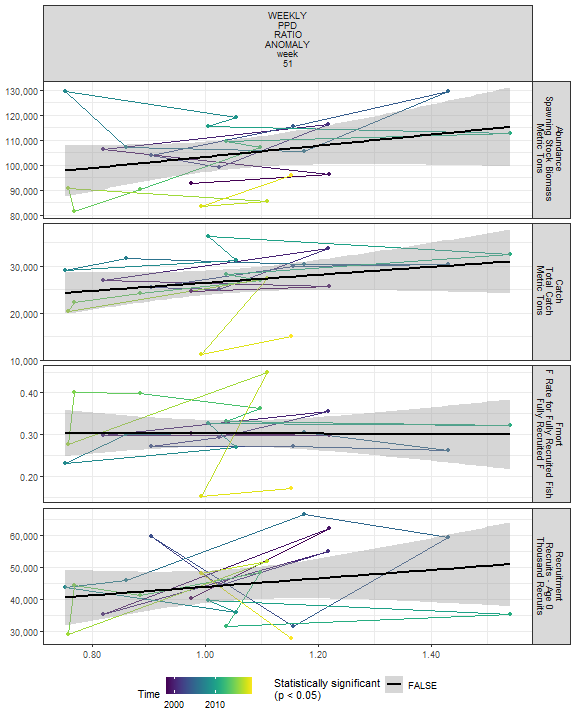 WEEKLY
PPD
RATIO
ANOMALY
week
51
130,000
120,000
110,000
100,000
90,000
80,000
Abundance
Spawning Stock Biomass
Metric Tons
30,000
20,000
10,000
Catch
Total Catch
Metric Tons
0.40
0.30
0.20
Fmort
F Rate for Fully Recruited Fish
Fully Recruited F
60,000
50,000
40,000
30,000
Recruitment
Recruits - Age 0
Thousand Recruits
0.80 1.00 1.20 1.40
Time
2000 2010
Statistically significant
(p < 0.05)
FALSE